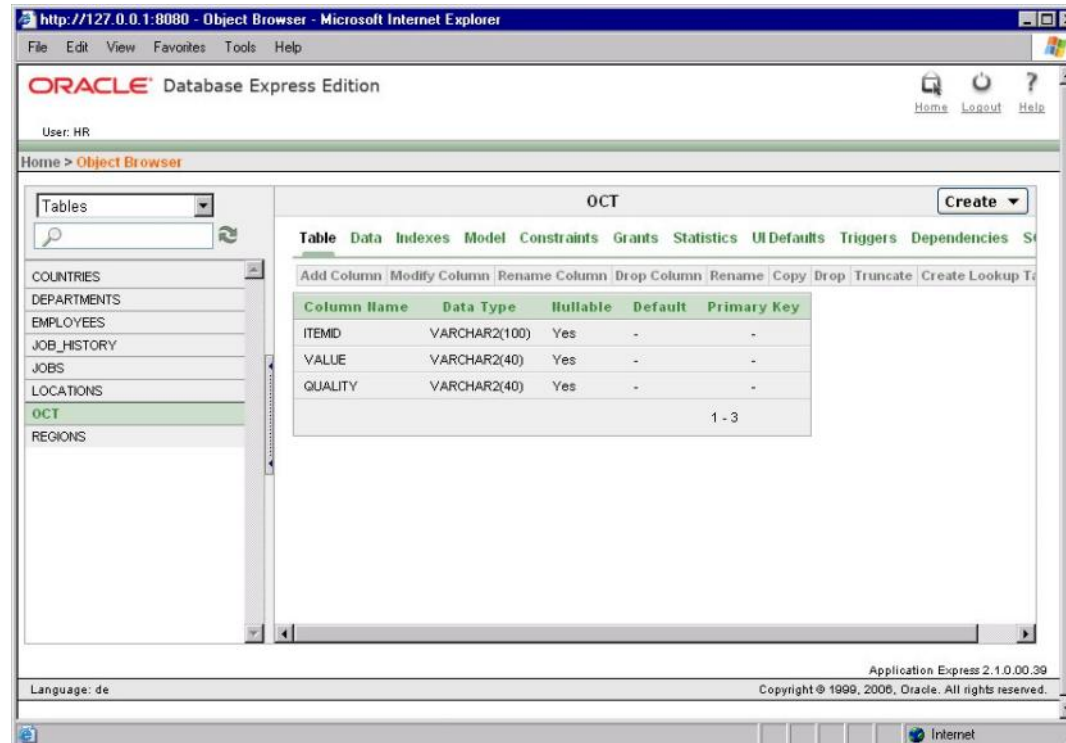 http://127.0.0.1:8080 - Object Browser - Microsoft Internet Explorer
File Edit View Favorites Tools Help
ORACLE Database Express Edition
Home Logout Help
User: HR
Home > Object Browser
Tables
OCT
Create
Table Data Indexes Model Constraints Grants Statistics UI Defaults Triggers Dependencies
Add Column Modify Column Rename Column Drop Column Rename Copy Drop Truncate Create Lookup
COUNTRIES
DEPARTMENTS
EMPLOYEES
JOB_HISTORY
JOBS
LOCATIONS
OCT
REGIONS
Column Name Data Type Nullable Default Primary Key
ITEMID VARCHAR2(100) Yes - -
VALUE VARCHAR2(40) Yes - -
QUALITY VARCHAR2(40) Yes - -
1 - 3
Application Express 2.1.0.00.39
Language: de
Copyright © 1999, 2006, Oracle. All rights reserved.
Internet